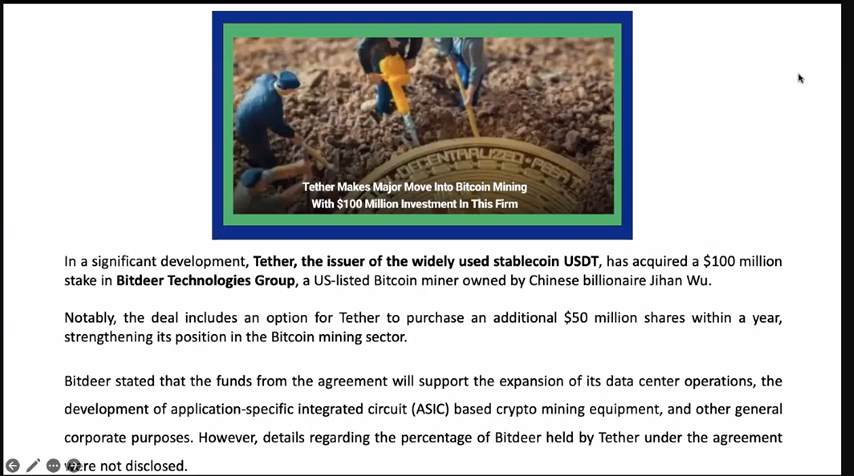 DECENTRALIZED • PEER
Tether Makes Major Move Into Bitcoin Mining
With $100 Million Investment In This Firm
In a significant development, Tether, the issuer of the widely used stablecoin USDT, has acquired a $100 million
stake in Bitdeer Technologies Group, a US-listed Bitcoin miner owned by Chinese billionaire Jihan Wu.
Notably, the deal includes an option for Tether to purchase an additional $50 million shares within a year,
strengthening its position in the Bitcoin mining sector.
Bitdeer stated that the funds from the agreement will support the expansion of its data center operations, the
development of application-specific integrated circuit (ASIC) based crypto mining equipment, and other general
corporate purposes. However, details regarding the percentage of Bitdeer held by Tether under the agreement
were not disclosed.